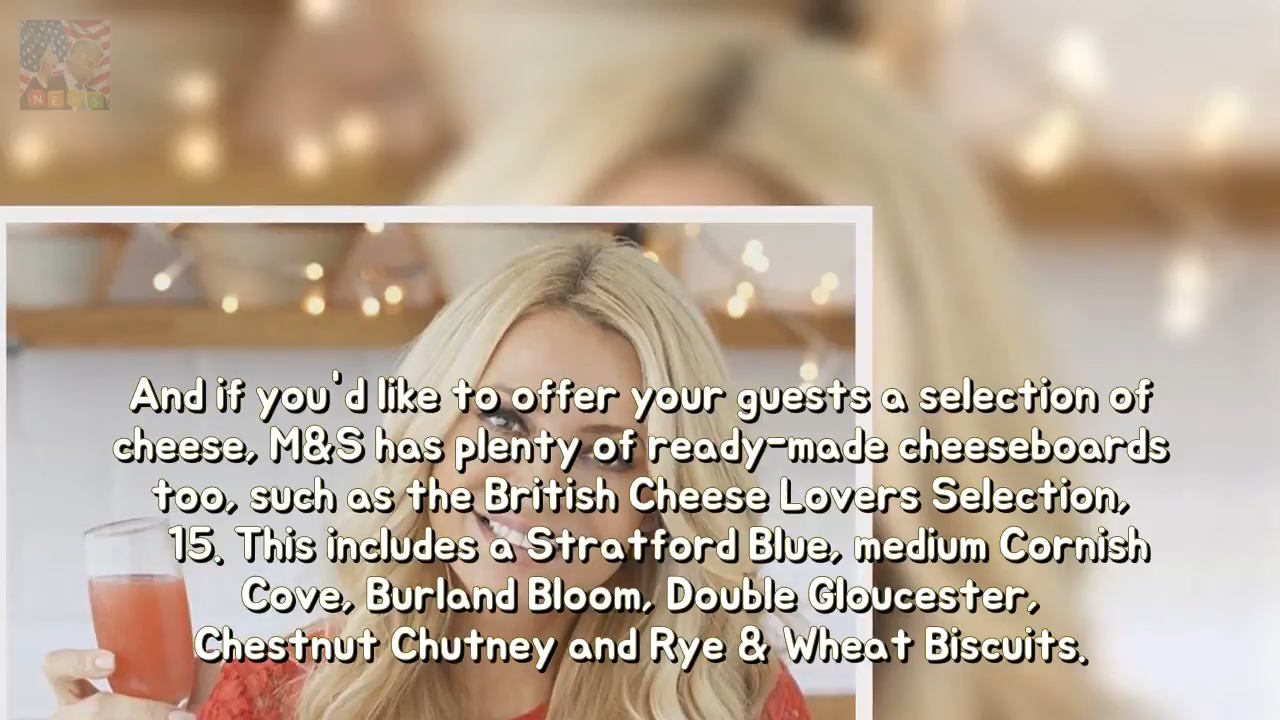 NEWS
And if you'd like to offer your guests a selection of
cheese, M&S has plenty of ready-made cheeseboards
too, such as the British Cheese Lovers Selection,
15. This includes a Stratford Blue, medium Cornish
Cove, Burland Bloom, Double Gloucester,
Chestnut Chutney and Rye & Wheat Biscuits.